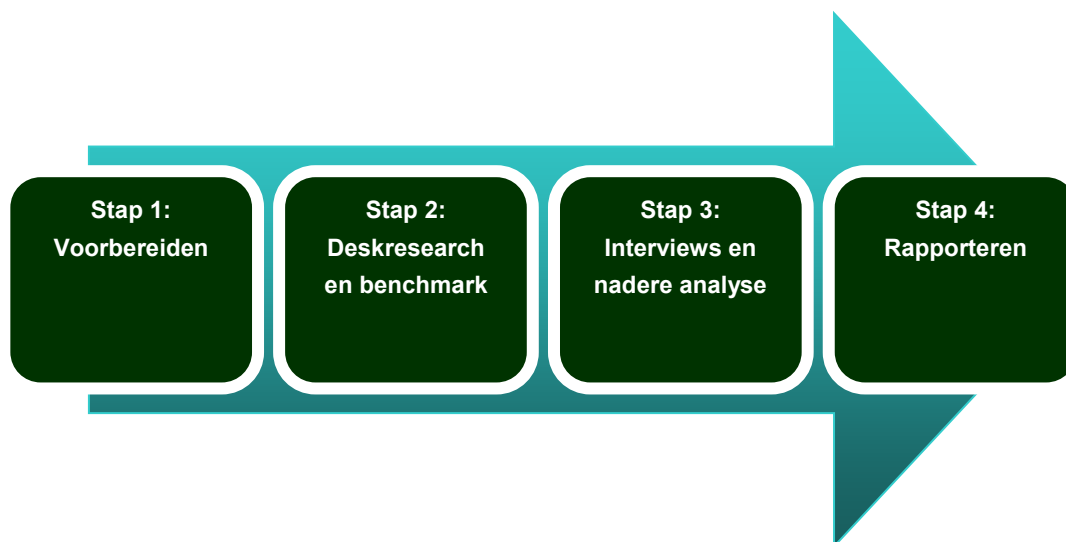 Stap 1:
Voorbereiden
Stap 2:
Deskresearch
en benchmark
Stap 3:
Interviews en
nadere analyse
Stap 4:
Rapporteren